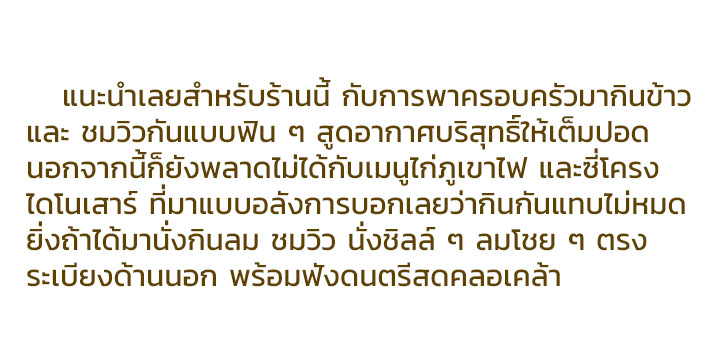 แนะนำเลยสำหรับร้านนี้ กับการพาครอบครัวมากินข้าว
และ ชมวิวกันแบบฟิน ๆ สูดอากาศบริสุทธิ์ให้เต็มปอด
นอกจากนี้ก็ยังพลาดไม่ได้กับเมนูไก่ภูเขาไฟ และซี่โครง
ไดโนเสาร์ ที่มาแบบอลังการบอกเลยว่ากินกันแทบไม่หมด
ยิ่งถ้าได้มานั่งกินลม ชมวิว นั่งชิลล์ ๆ ลมโชย ๆ ตรง
ระเบียงด้านนอก พร้อมฟังดนตรีสดคลอเคล้า